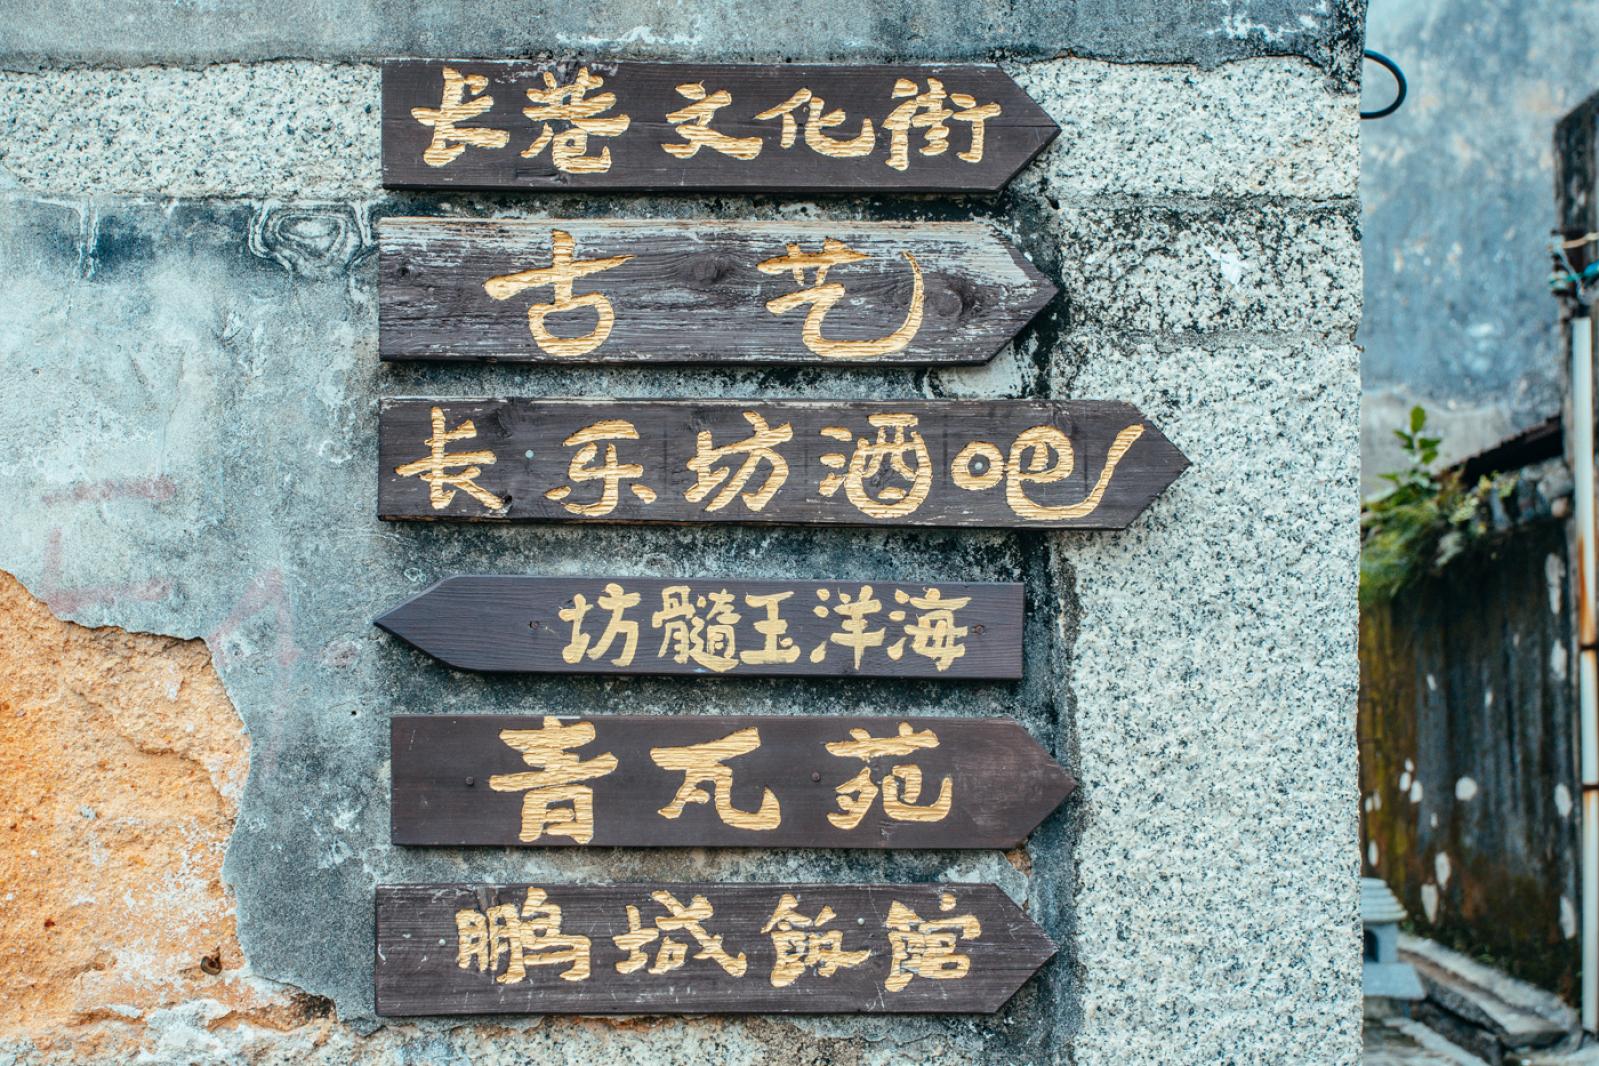 长巷文化街
古艺
长乐坊酒吧
坊髓玉洋海
青瓦苑
鹏城飯館